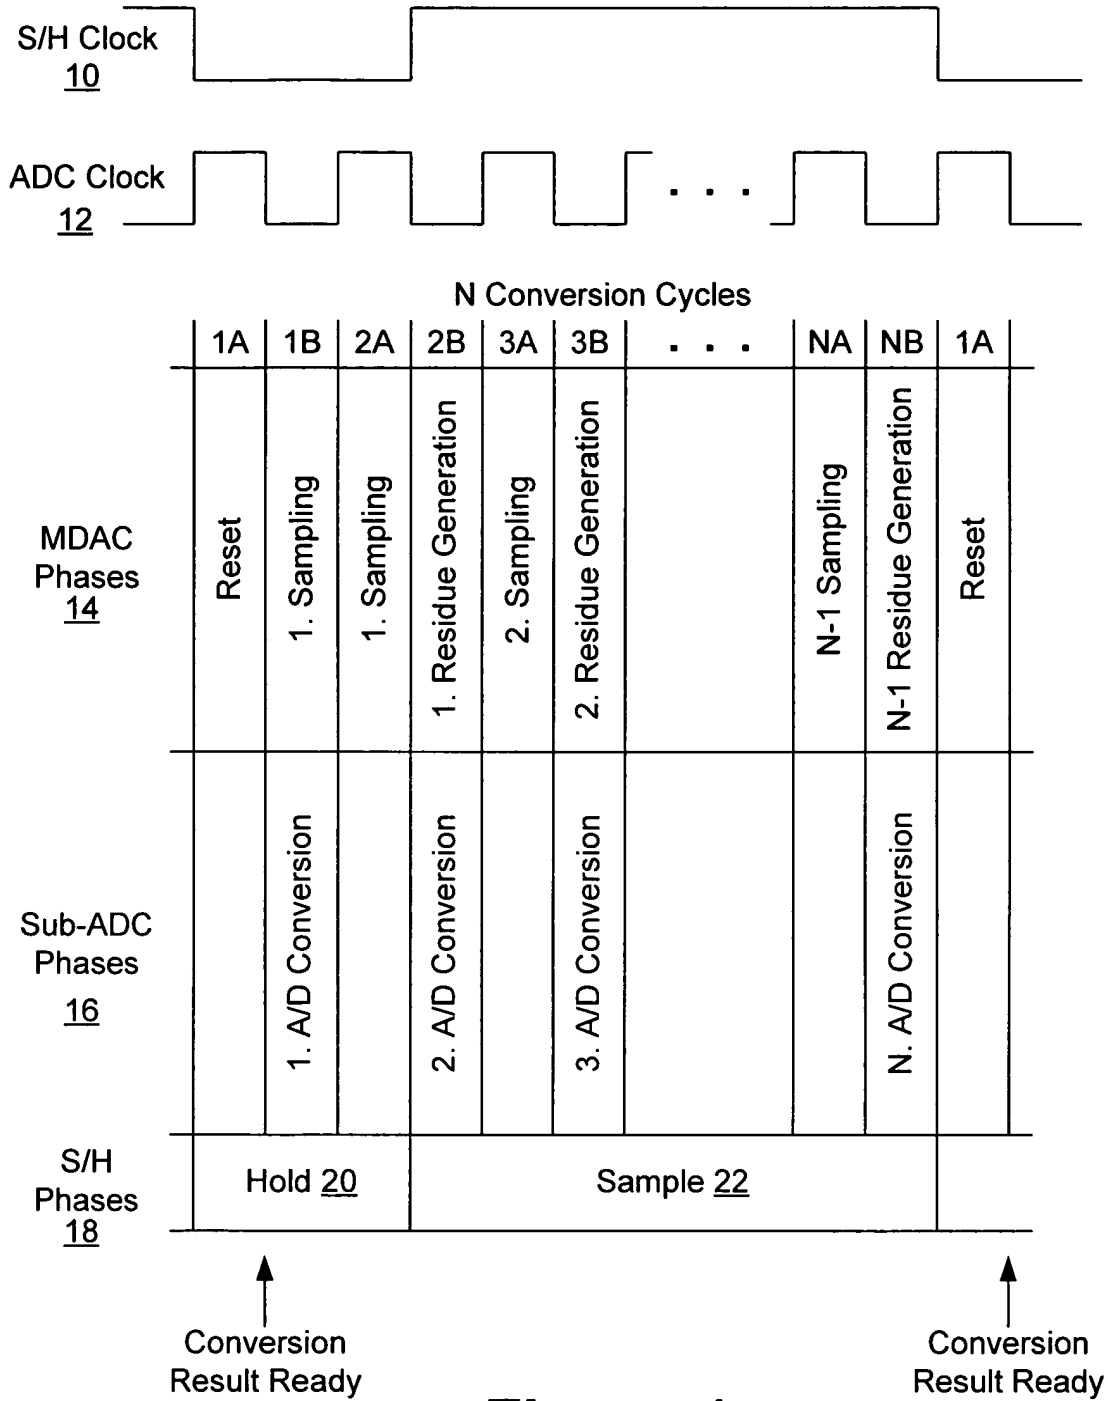 S/H Clock
10
ADC Clock
12
N Conversion Cycles
1A 1B 2A 2B 3A 3B . . . NA NB 1A
MDAC
Phases
14
Reset
1. Sampling
1. Sampling
1. Residue Generation
2. Sampling
2. Residue Generation
N-1 Sampling
N-1 Residue Generation
Reset
Sub-ADC
Phases
16
1. A/D Conversion
2. A/D Conversion
3. A/D Conversion
N. A/D Conversion
S/H
Phases
18
Hold 20
Sample 22
Conversion
Result Ready
Conversion
Result Ready